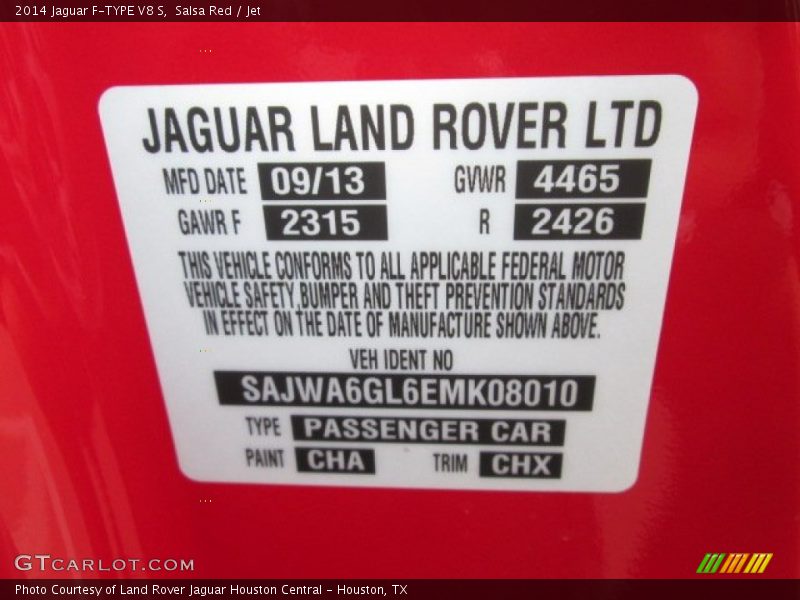 2014 Jaguar F-TYPE V8 S, Salsa Red / Jet
JAGUAR LAND ROVER LTD
MFD DATE 09/13 GVWR 4465
GAWR F 2315 R 2426
THIS VEHICLE CONFORMS TO ALL APPLICABLE FEDERAL MOTOR
VEHICLE SAFETY,BUMPER AND THEFT PREVENTION STANDARDS
IN EFFECT ON THE DATE OF MANUFACTURE SHOWN ABOVE.
VEH IDENT NO
SAJWA6GL6EMK08010
TYPE PASSENGER CAR
PAINT CHA TRIM CHX
GTCARLOT.COM
Photo Courtesy of Land Rover Jaguar Houston Central - Houston, TX